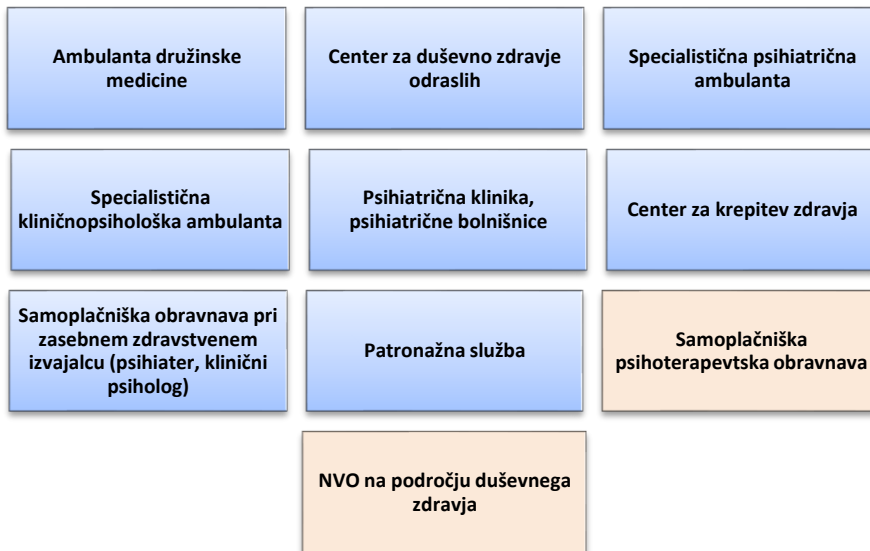 Ambulanta družinske
medicine
Center za duševno zdravje
odraslih
Specialistična psihiatrična
ambulanta
Specialistična
kliničnopsihološka ambulanta
Psihiatrična klinika,
psihiatrične bolnišnice
Center za krepitev zdravja
Samoplačniška obravnava pri
zasebnem zdravstvenem
izvajalcu (psihiater, klinični
psiholog)
Patronažna služba
Samoplačniška
psihoterapevtska obravnava
NVO na področju duševnega
zdravja